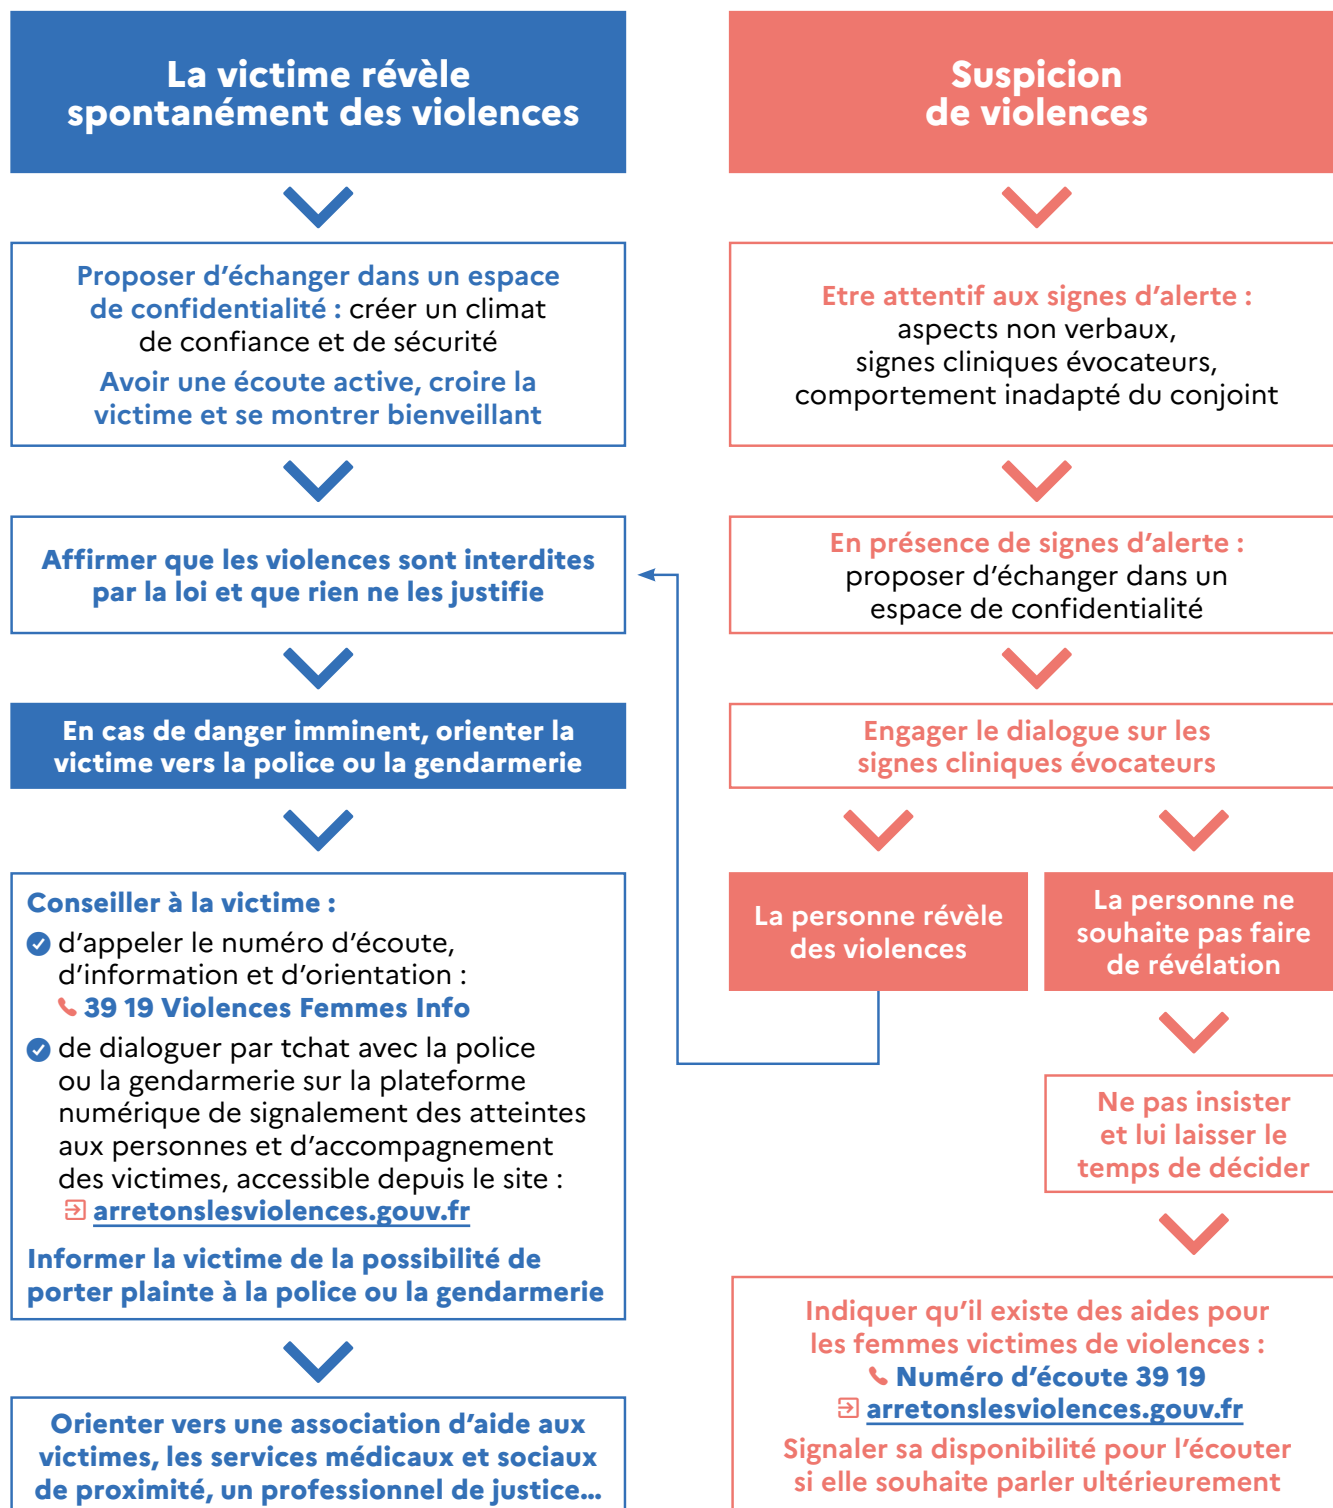 La victime révèle
spontanément des violences
Proposer d'échanger dans un espace
de confidentialité : créer un climat
de confiance et de sécurité
Avoir une écoute active, croire la
victime et se montrer bienveillant
Affirmer que les violences sont interdites
par la loi et que rien ne les justifie
En cas de danger imminent, orienter la
victime vers la police ou la gendarmerie
Conseiller à la victime :
d'appeler le numéro d'écoute,
d'information et d'orientation :
39 19 Violences Femmes Info
de dialoguer par tchat avec la police
ou la gendarmerie sur la plateforme
numérique de signalement des atteintes
aux personnes et d'accompagnement
des victimes, accessible depuis le site :
arretonslesviolences.gouv.fr
Informer la victime de la possibilité de
porter plainte à la police ou la gendarmerie
Orienter vers une association d'aide aux
victimes, les services médicaux et sociaux
de proximité, un professionnel de justice...
Suspicion
de violences
Etre attentif aux signes d'alerte :
aspects non verbaux,
signes cliniques évocateurs,
comportement inadapté du conjoint
En présence de signes d'alerte :
proposer d'échanger dans un
espace de confidentialité
Engager le dialogue sur les
signes cliniques évocateurs
La personne révèle
des violences
La personne ne
souhaite pas faire
de révélation
Ne pas insister
et lui laisser le
temps de décider
Indiquer qu'il existe des aides pour
les femmes victimes de violences :
Numéro d'écoute 39 19
arretonslesviolences.gouv.fr
Signaler sa disponibilité pour l'écouter
si elle souhaite parler ultérieurement